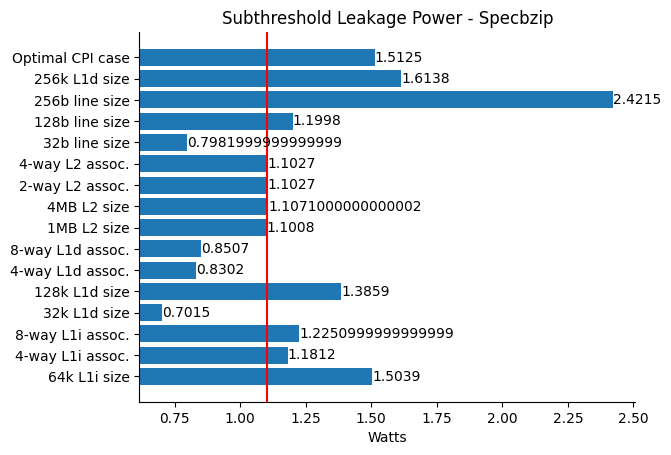 Subthreshold Leakage Power - Specbzip
Optimal CPI case 1.5125
256k L1d size 1.6138
256b line size 2.4215
128b line size 1.1998
32b line size 0.7981999999999999
4-way L2 assoc. 1.1027
2-way L2 assoc. 1.1027
4MB L2 size 1.1071000000000002
1MB L2 size 1.1008
8-way L1d assoc. 0.8507
4-way L1d assoc. 0.8302
128k L1d size 1.3859
32k L1d size 0.7015
8-way L1i assoc. 1.2250999999999999
4-way L1i assoc. 1.1812
64k L1i size 1.5039
0.75 1.00 1.25 1.50 1.75 2.00 2.25 2.50
Watts